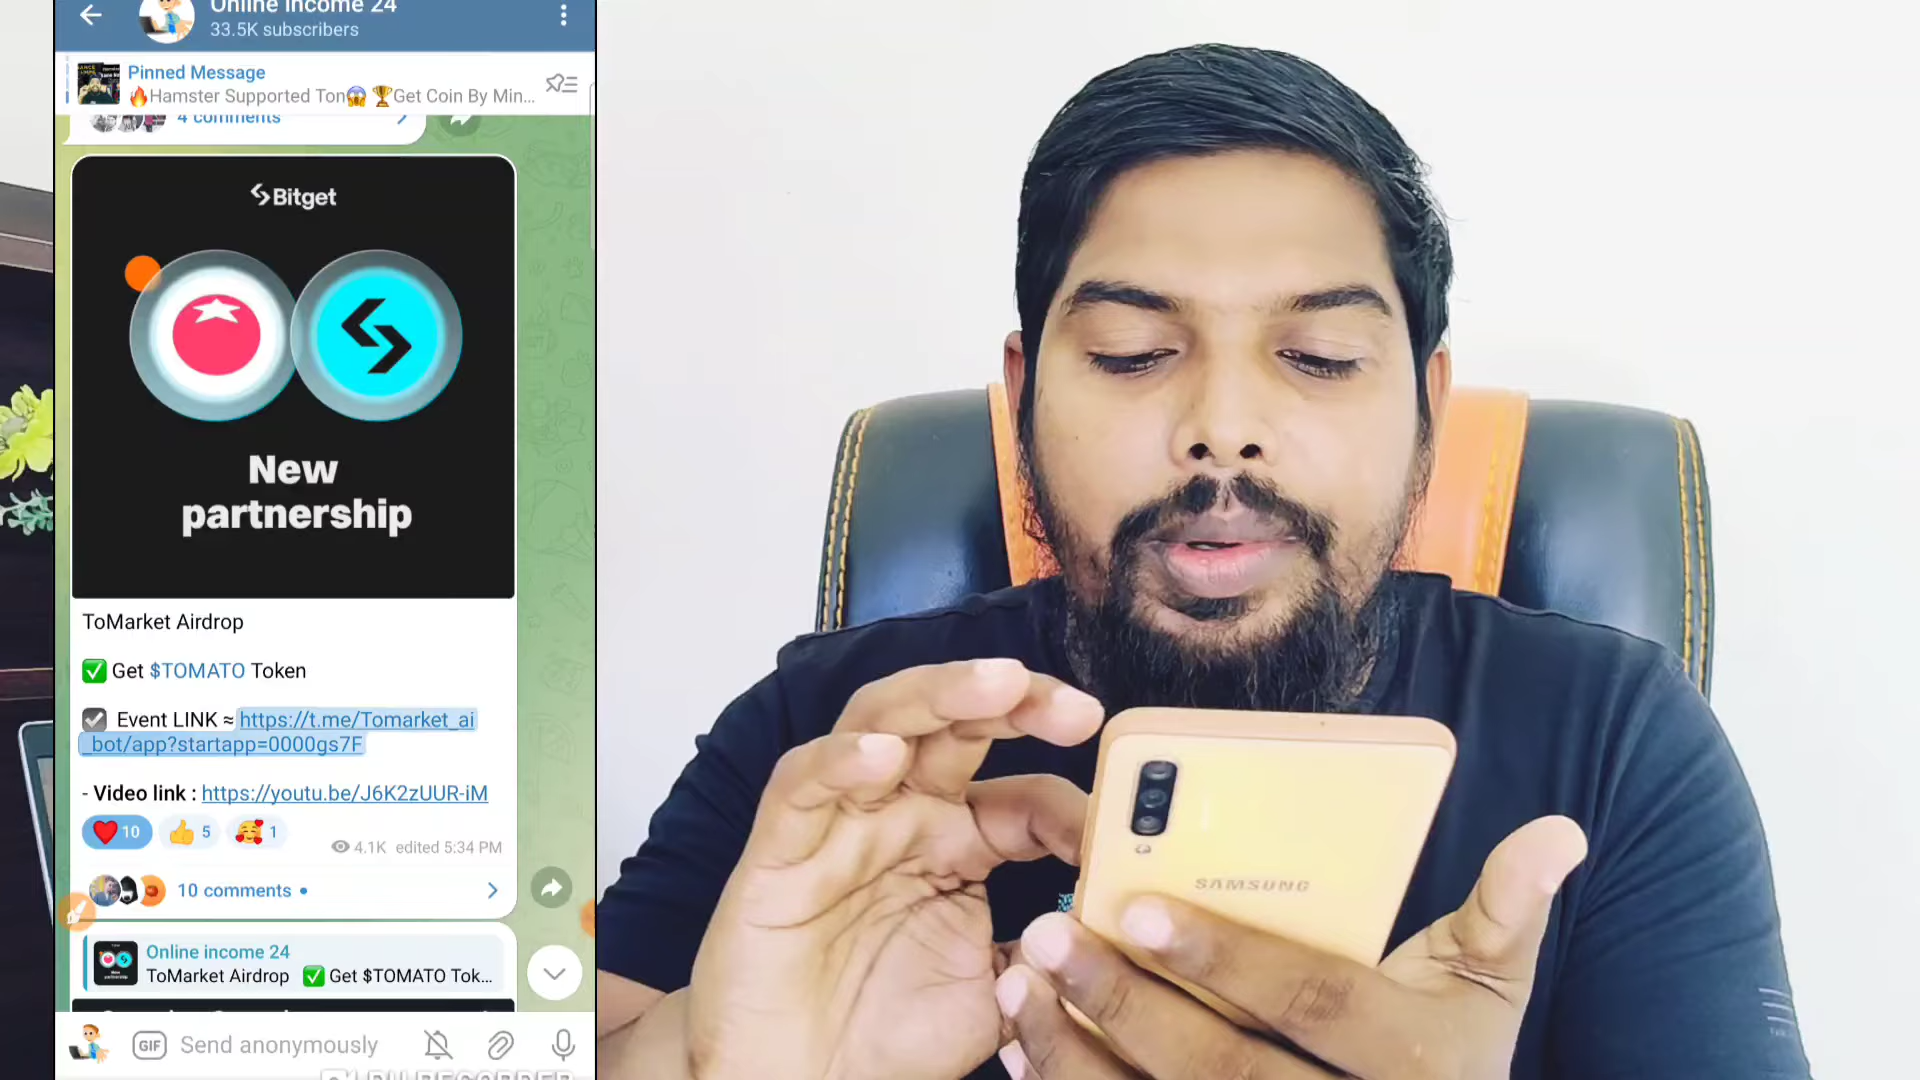 Online income 24
33.5K subscribers
Pinned Message
🔥Hamster Supported Ton😱 🏆Get Coin By Min...
4 comments
Bitget
New
partnership
ToMarket Airdrop
✅ Get $TOMATO Token
Event LINK ≈ https://t.me/Tomarket_ai
_bot/app?startapp=0000gs7F
- Video link : https://youtu.be/J6K2zUUR-iM
❤️ 10 👍 5 🥰 1
4.1K edited 5:34 PM
10 comments
Online income 24
ToMarket Airdrop ✅ Get $TOMATO Tok...
GIF Send anonymously
SAMSUNG